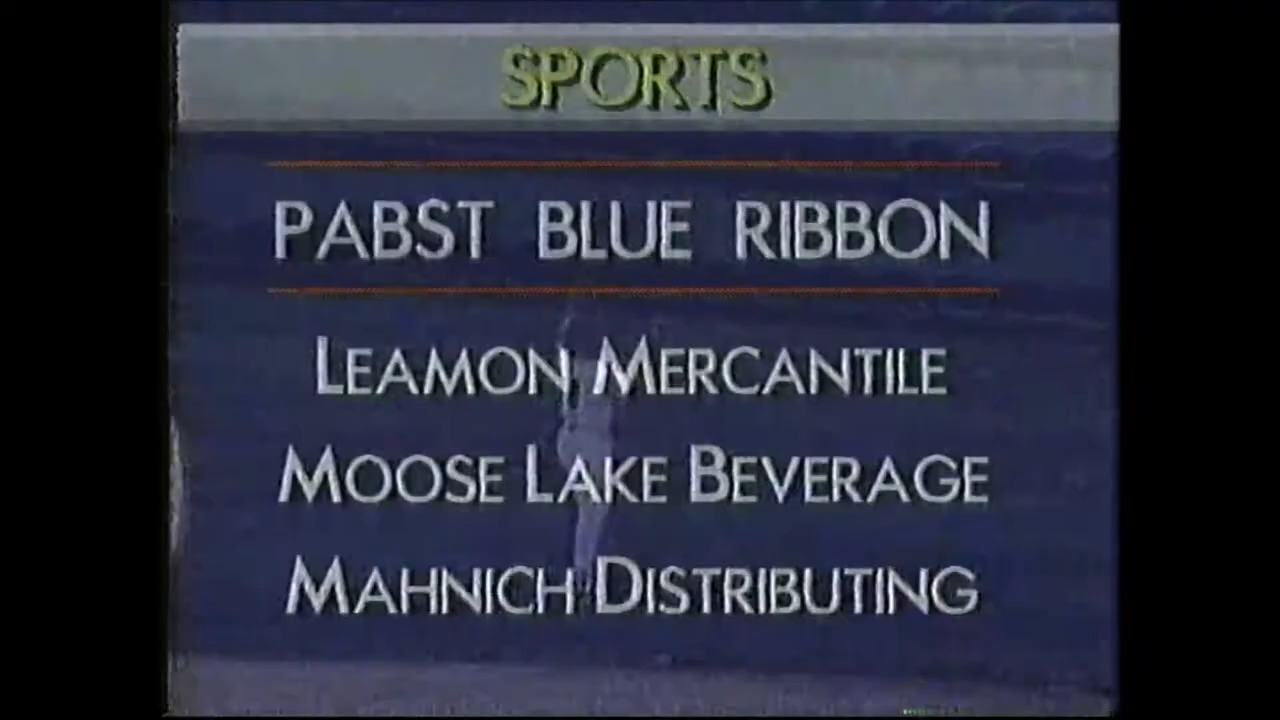 SPORTS
PABST BLUE RIBBON
LEAMON MERCANTILE
MOOSE LAKE BEVERAGE
MAHNICH DISTRIBUTING